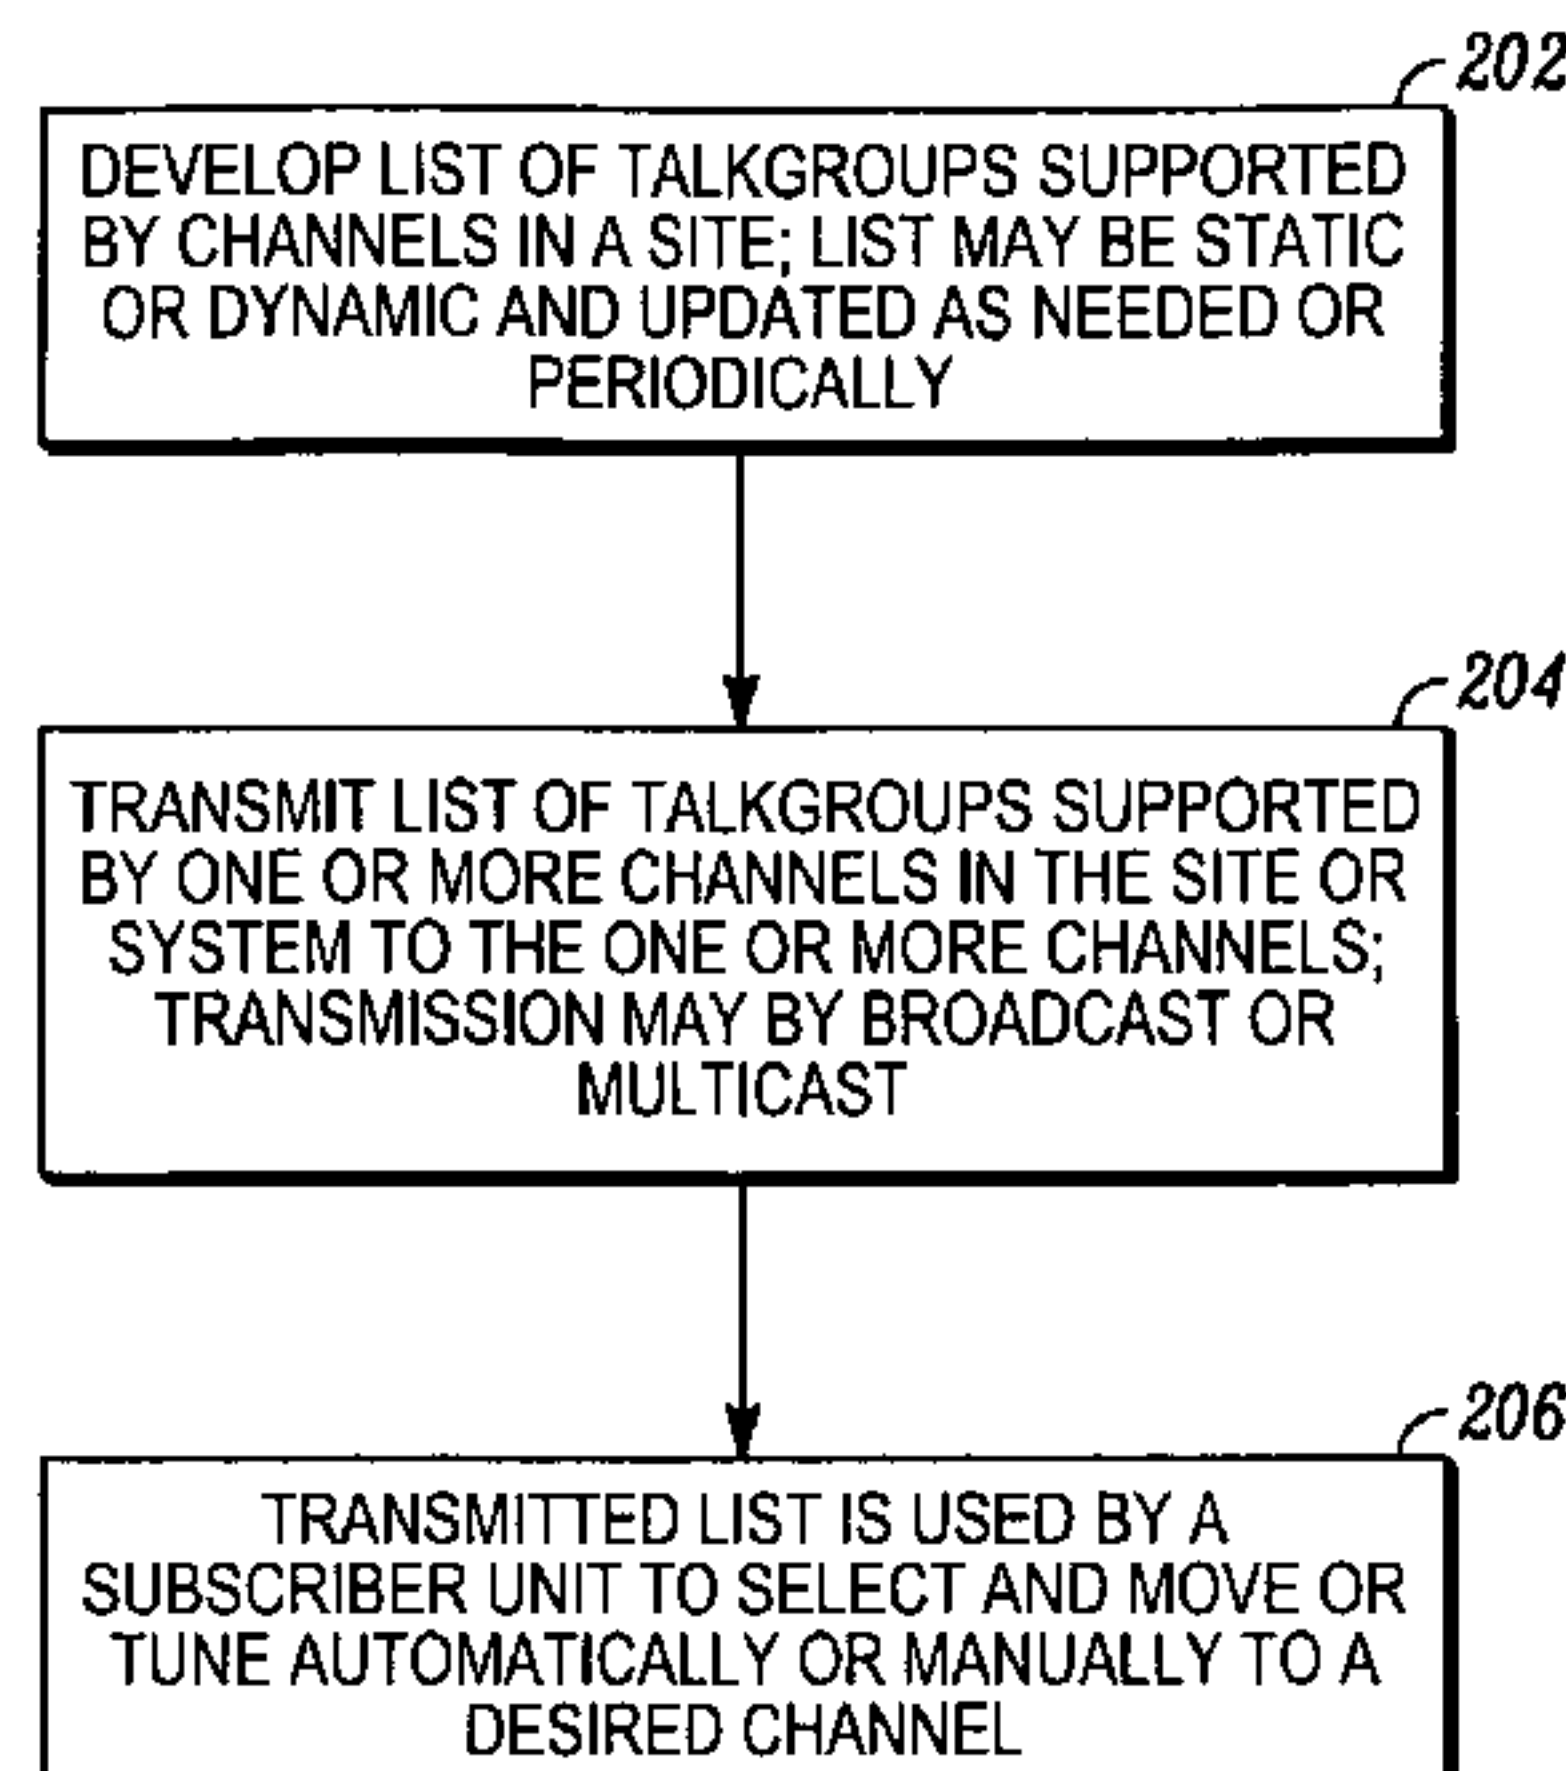 202
DEVELOP LIST OF TALKGROUPS SUPPORTED
BY CHANNELS IN A SITE; LIST MAY BE STATIC
OR DYNAMIC AND UPDATED AS NEEDED OR
PERIODICALLY
204
TRANSMIT LIST OF TALKGROUPS SUPPORTED
BY ONE OR MORE CHANNELS IN THE SITE OR
SYSTEM TO THE ONE OR MORE CHANNELS;
TRANSMISSION MAY BY BROADCAST OR
MULTICAST
206
TRANSMITTED LIST IS USED BY A
SUBSCRIBER UNIT TO SELECT AND MOVE OR
TUNE AUTOMATICALLY OR MANUALLY TO A
DESIRED CHANNEL